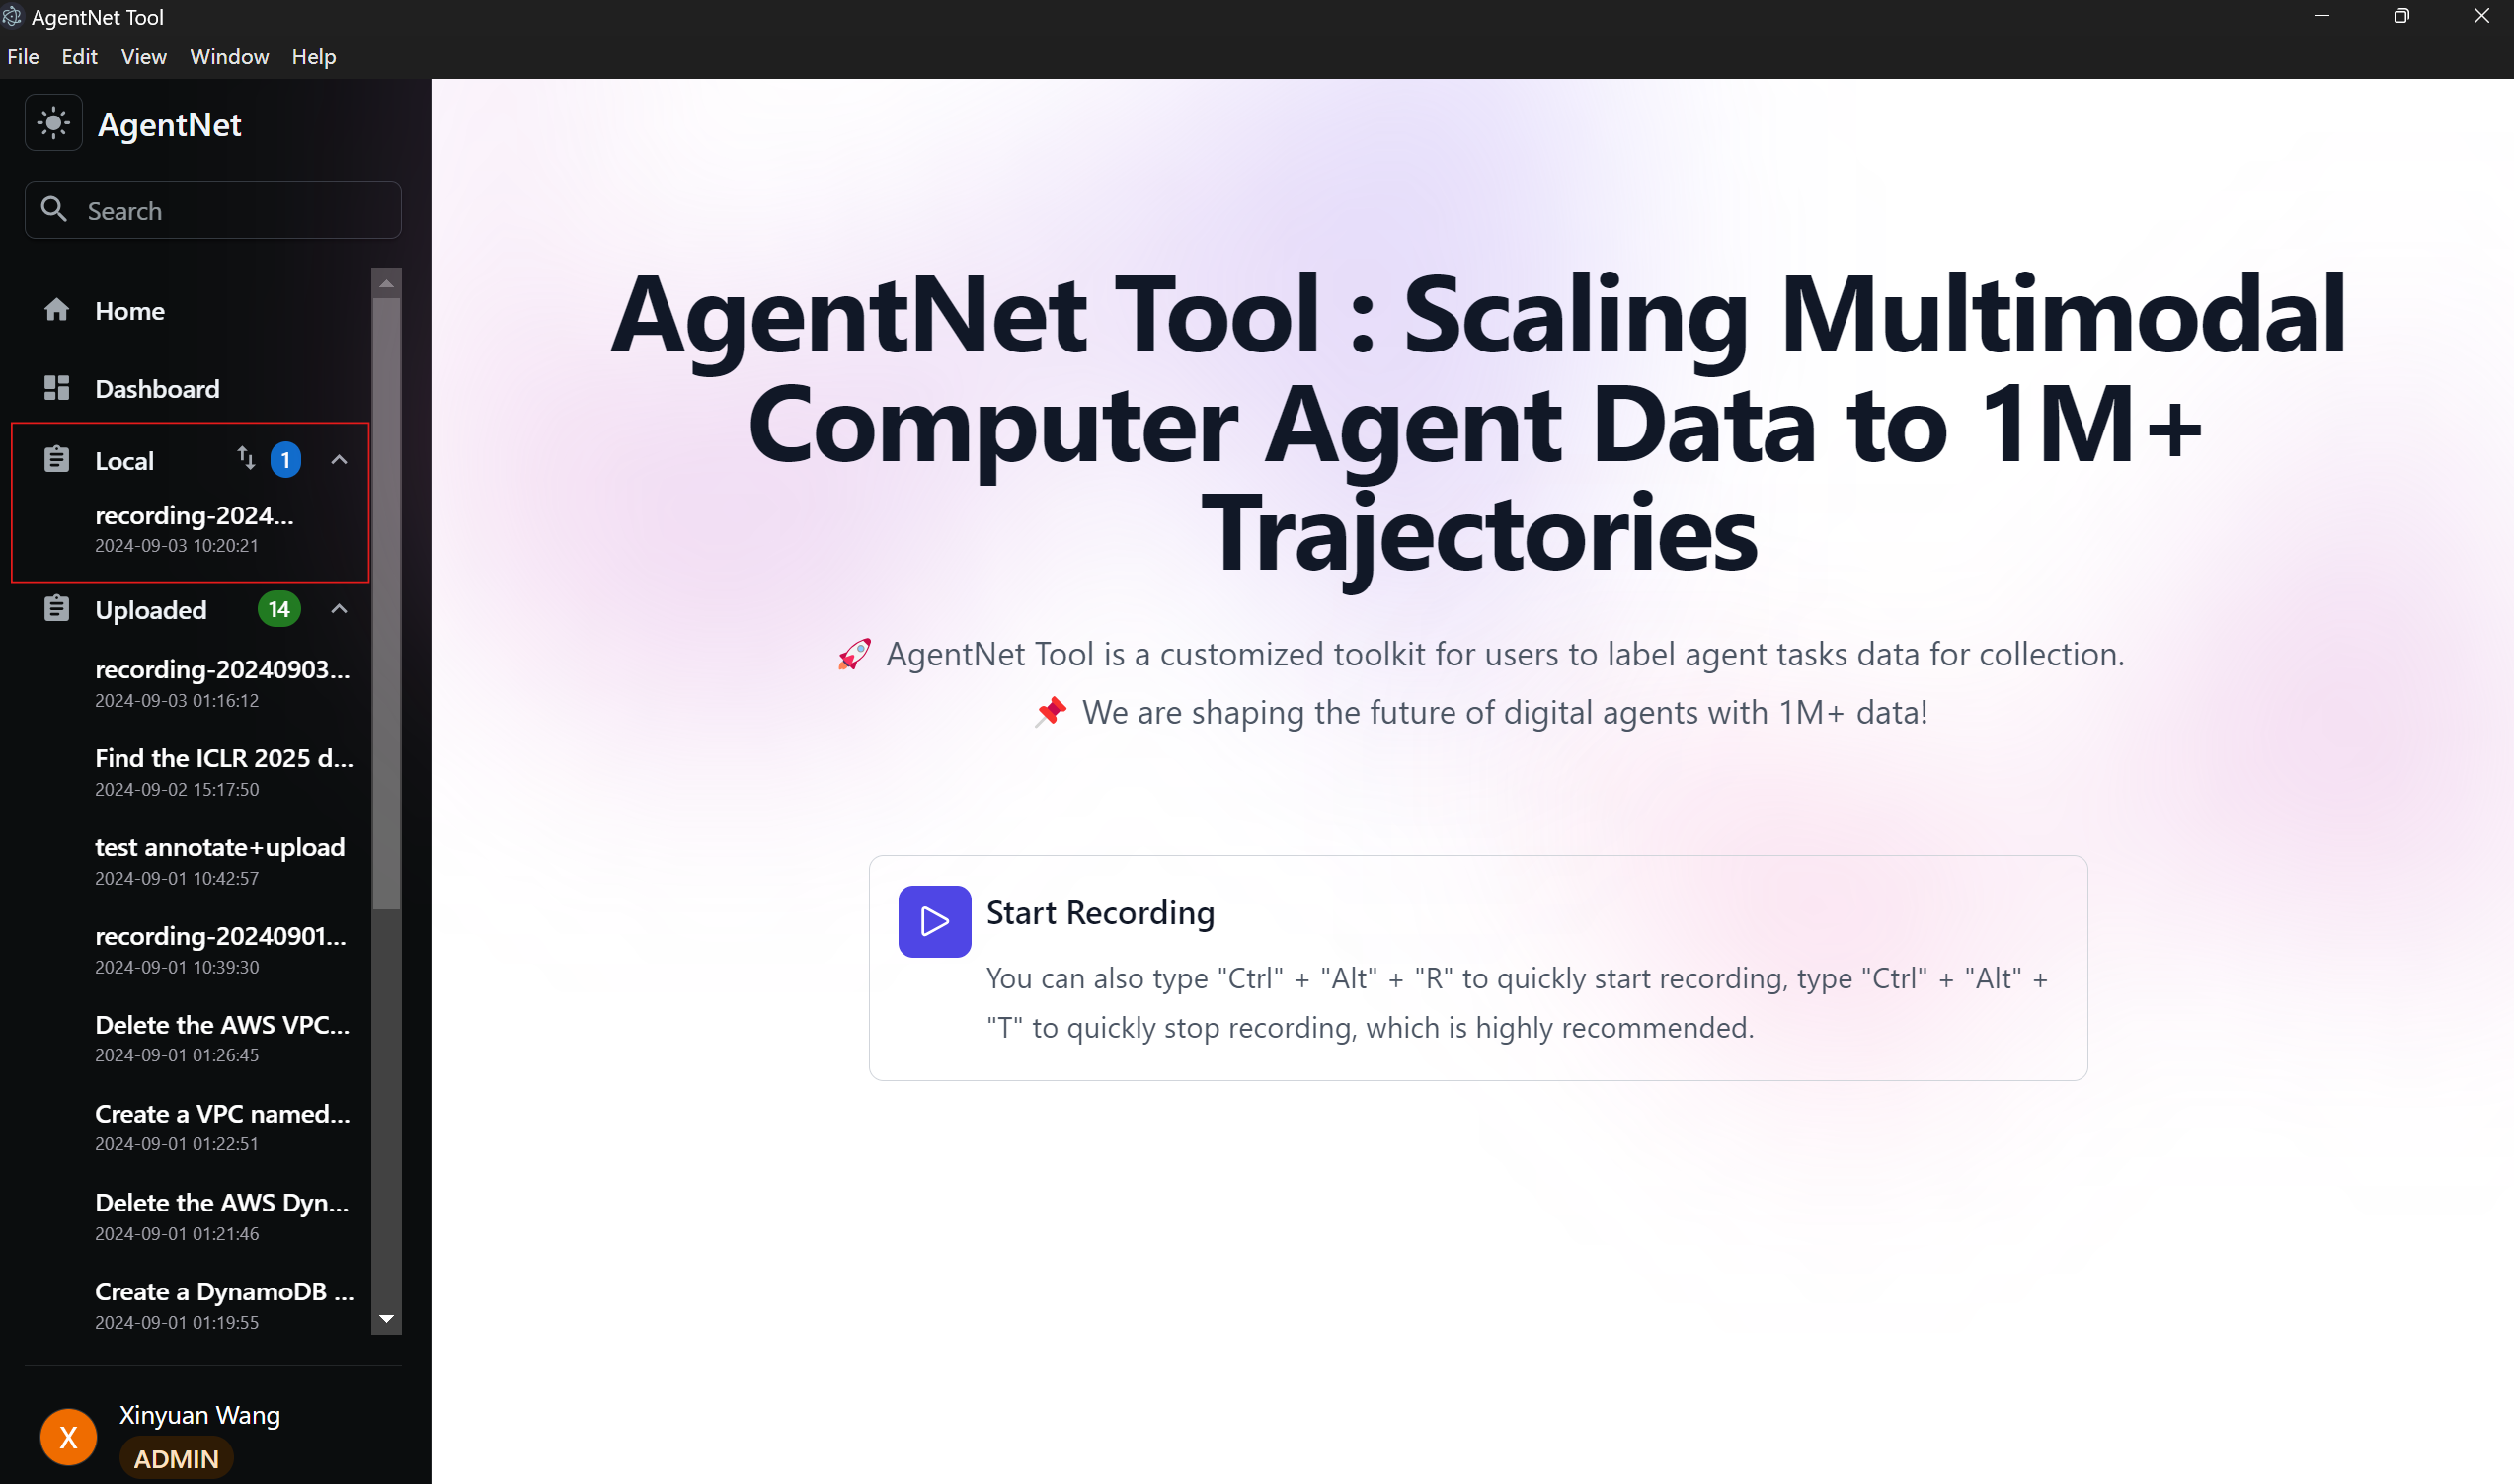 AgentNet Tool
File Edit View Window Help
AgentNet
Search
Home
Dashboard
Local 1
recording-2024...
2024-09-03 10:20:21
Uploaded 14
recording-20240903...
2024-09-03 01:16:12
Find the ICLR 2025 d...
2024-09-02 15:17:50
test annotate+upload
2024-09-01 10:42:57
recording-20240901...
2024-09-01 10:39:30
Delete the AWS VPC...
2024-09-01 01:26:45
Create a VPC named...
2024-09-01 01:22:51
Delete the AWS Dyn...
2024-09-01 01:21:46
Create a DynamoDB ...
2024-09-01 01:19:55
X
Xinyuan Wang
ADMIN
AgentNet Tool : Scaling Multimodal
Computer Agent Data to 1M+
Trajectories
🚀 AgentNet Tool is a customized toolkit for users to label agent tasks data for collection.
📌 We are shaping the future of digital agents with 1M+ data!
Start Recording
You can also type "Ctrl" + "Alt" + "R" to quickly start recording, type "Ctrl" + "Alt" +
"T" to quickly stop recording, which is highly recommended.